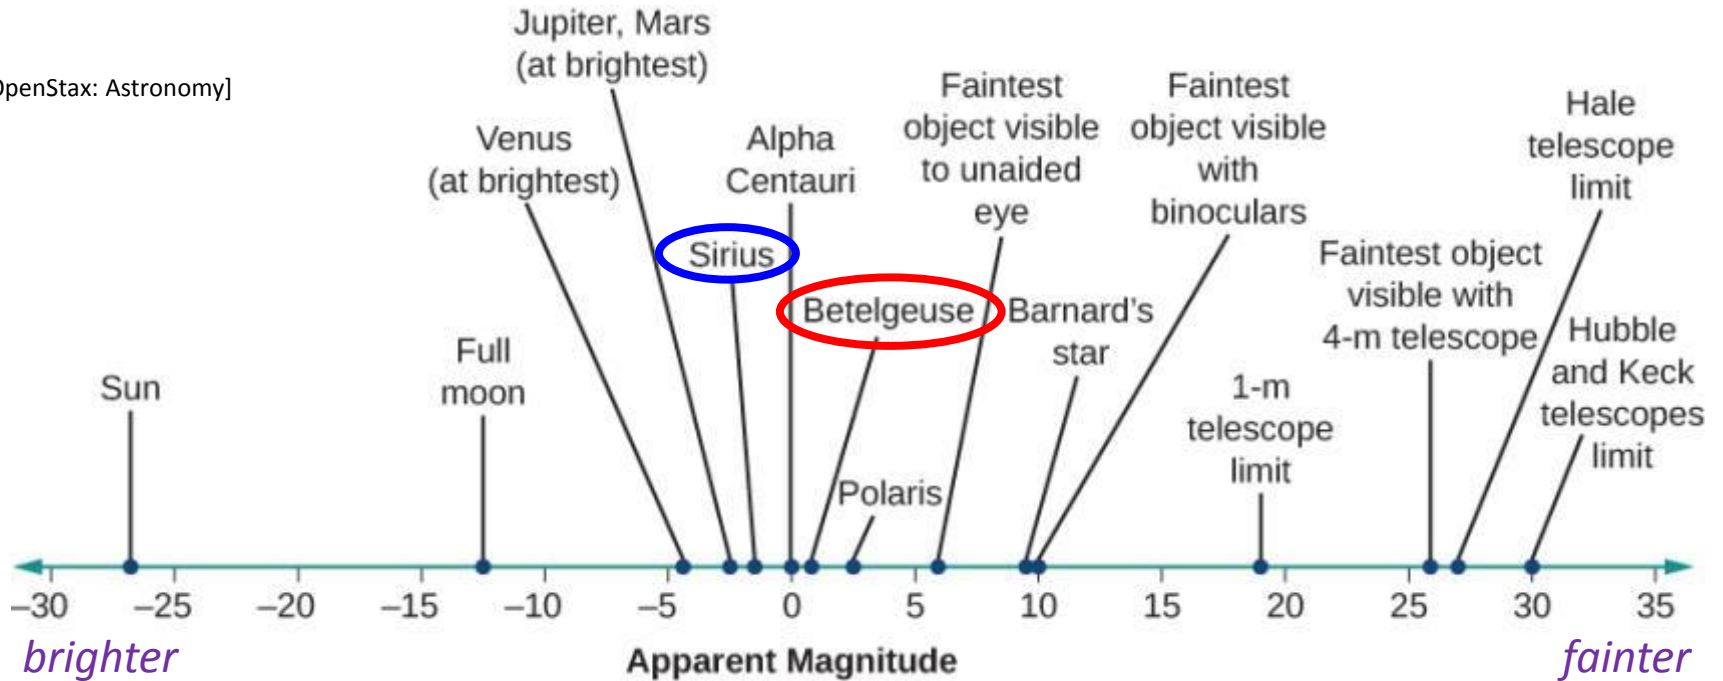 Jupiter, Mars
(at brightest)
OpenStax: Astronomy]
Venus
(at brightest)
Alpha
Centauri
Faintest
object visible
to unaided
eye
Faintest
object visible
with
binoculars
Hale
telescope
limit
Sirius
Betelgeuse
Barnard's
star
Faintest object
visible with
4-m telescope
Hubble
and Keck
telescopes
limit
Sun
Full
moon
1-m
telescope
limit
Polaris
–30 –25 –20 –15 –10 –5 0 5 10 15 20 25 30 35
brighter
Apparent Magnitude
fainter